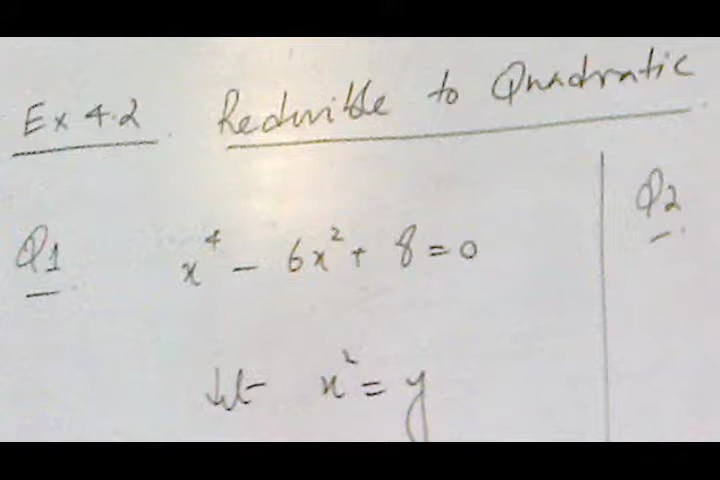 Ex 4.2 Reducible to Quadratic
Q1 x⁴ - 6x² + 8 = 0
Let x² = y
Q2